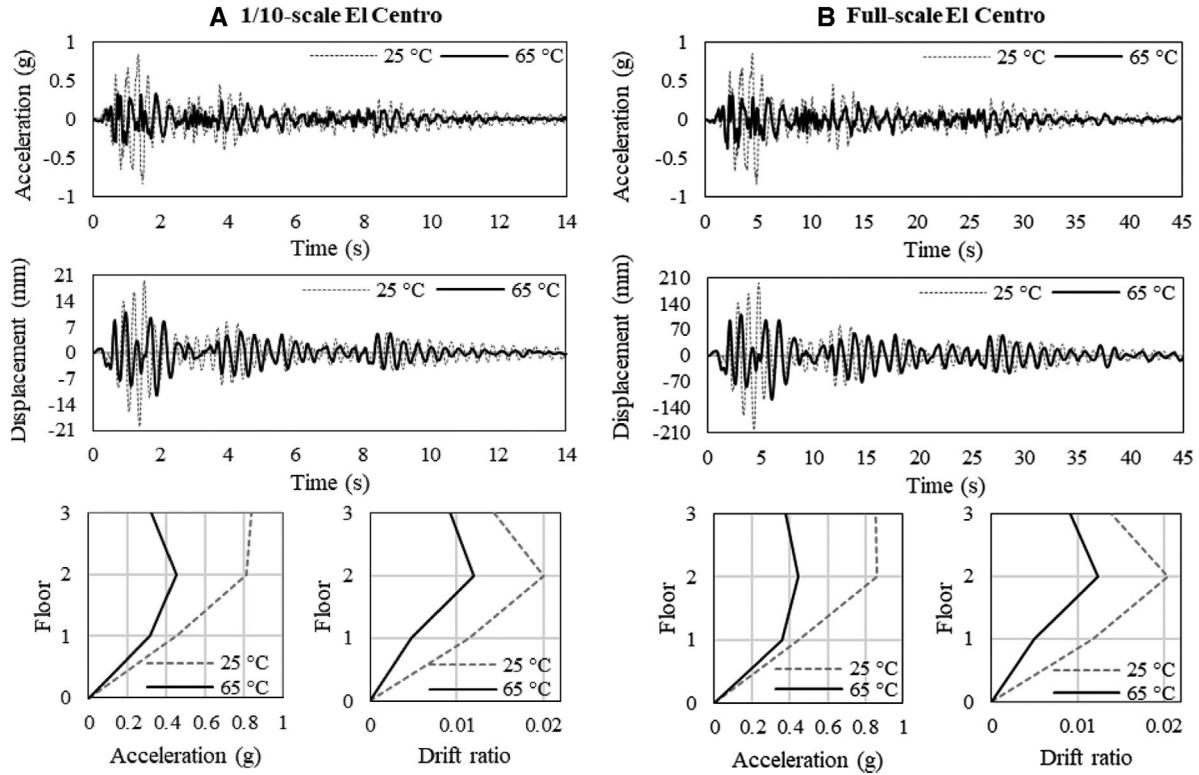 A 1/10-scale El Centro
1
0.5
0
-0.5
-1
Acceleration (g)
25 °C 65 °C
0 2 4 6 8 10 12 14
Time (s)
21
14
7
0
-7
-14
-21
Displacement (mm)
25 °C 65 °C
0 2 4 6 8 10 12 14
Time (s)
3
2
1
0
Floor
25 °C
65 °C
0 0.2 0.4 0.6 0.8 1
Acceleration (g)
3
2
1
0
Floor
25 °C
65 °C
0 0.01 0.02
Drift ratio
B Full-scale El Centro
1
0.5
0
-0.5
-1
Acceleration (g)
25 °C 65 °C
0 5 10 15 20 25 30 35 40 45
Time (s)
210
140
70
0
-70
-140
-210
Displacement (mm)
25 °C 65 °C
0 5 10 15 20 25 30 35 40 45
Time (s)
3
2
1
0
Floor
25 °C
65 °C
0 0.2 0.4 0.6 0.8 1
Acceleration (g)
3
2
1
0
Floor
25 °C
65 °C
0 0.01 0.02
Drift ratio